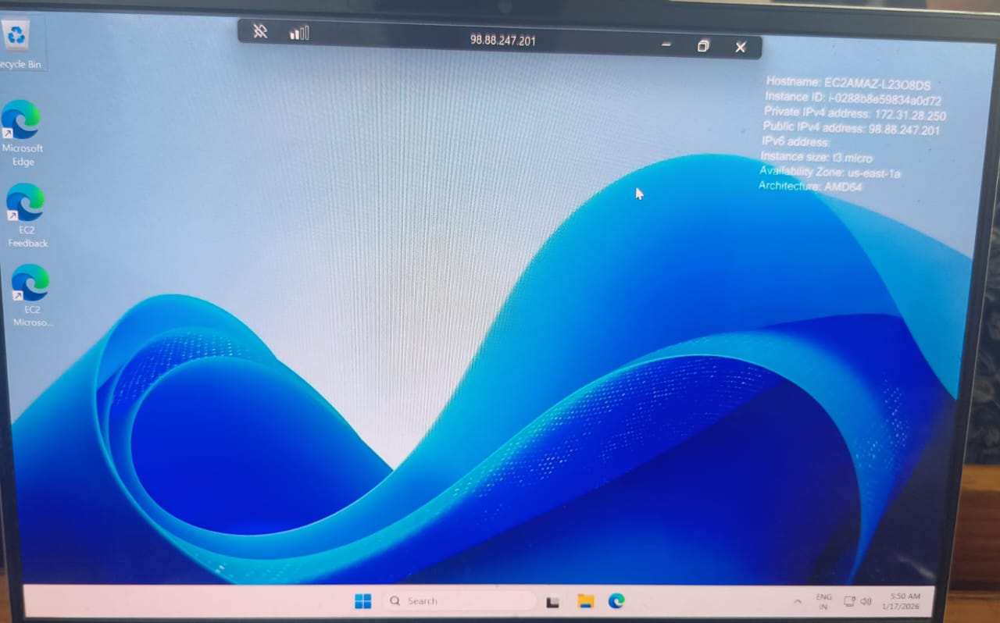 98.88.247.201
ecycle Bin
Microsoft
Edge
EC2
Feedback
EC2
Microso...
Hostname: EC2AMAZ-L23O8DS
Instance ID: i-0288b8e59834a0d72
Private IPv4 address: 172.31.28.250
Public IPv4 address: 98.88.247.201
IPv6 address:
Instance size: t3.micro
Availability Zone: us-east-1a
Architecture: AMD64
Search
ENG
IN
5:50 AM
1/17/2026